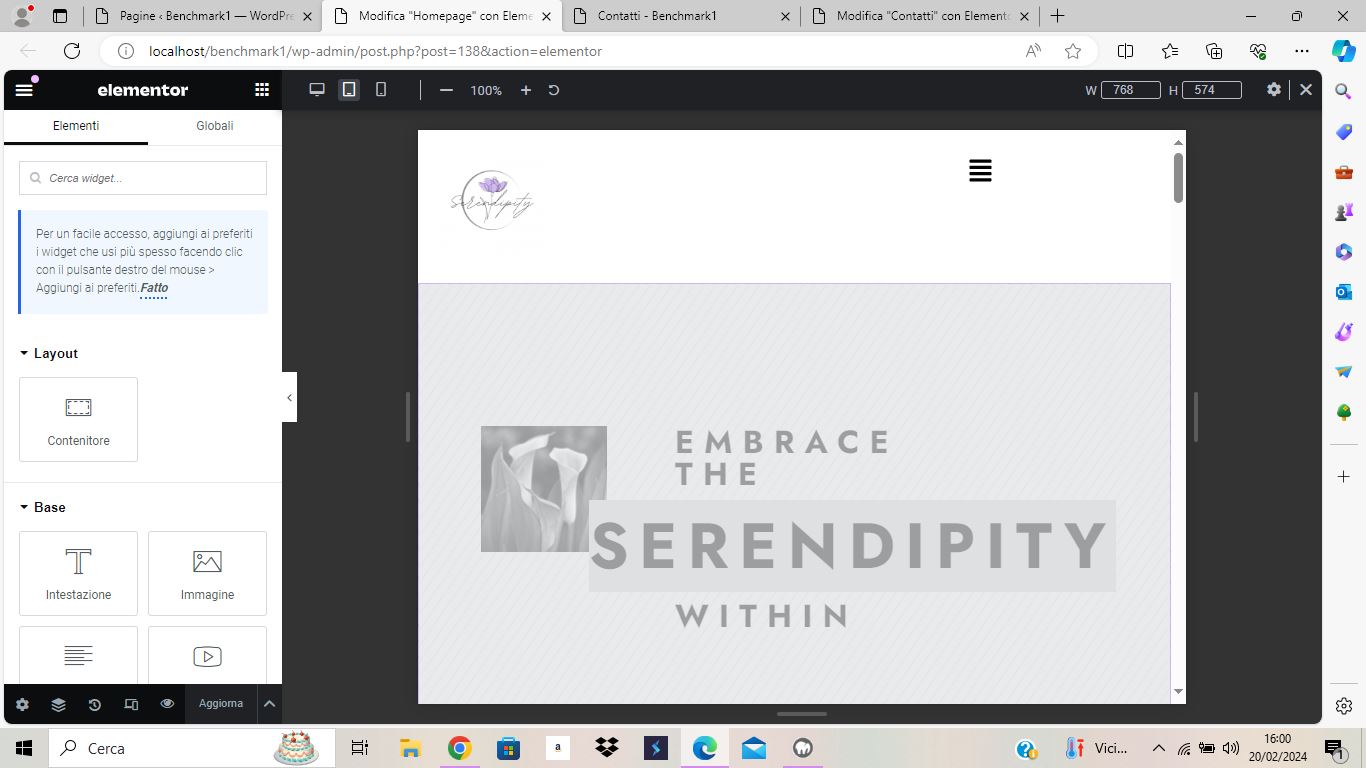 Pagine ‹ Benchmark1 — WordPre
Modifica "Homepage" con Eleme
Contatti - Benchmark1
Modifica "Contatti" con Elemento
localhost/benchmark1/wp-admin/post.php?post=138&action=elementor
elementor
100%
W 768 H 574
Elementi
Globali
Cerca widget...
Per un facile accesso, aggiungi ai preferiti
i widget che usi più spesso facendo clic
con il pulsante destro del mouse >
Aggiungi ai preferiti. Fatto
Layout
Contenitore
Base
Intestazione
Immagine
Aggiorna
Serendipity
EMBRACE
THE
SERENDIPITY
WITHIN
Cerca
a
Vici...
16:00
20/02/2024
1